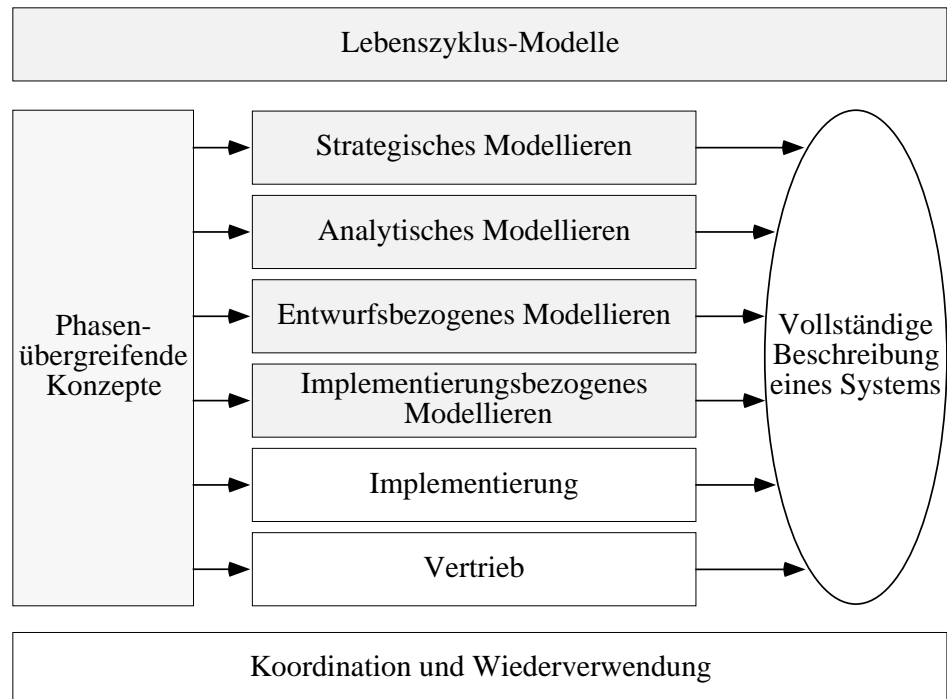 Lebenszyklus-Modelle
Phasen-
übergreifende
Konzepte
Strategisches Modellieren
Analytisches Modellieren
Entwurfsbezogenes Modellieren
Implementierungsbezogenes
Modellieren
Implementierung
Vertrieb
Vollständige
Beschreibung
eines Systems
Koordination und Wiederverwendung